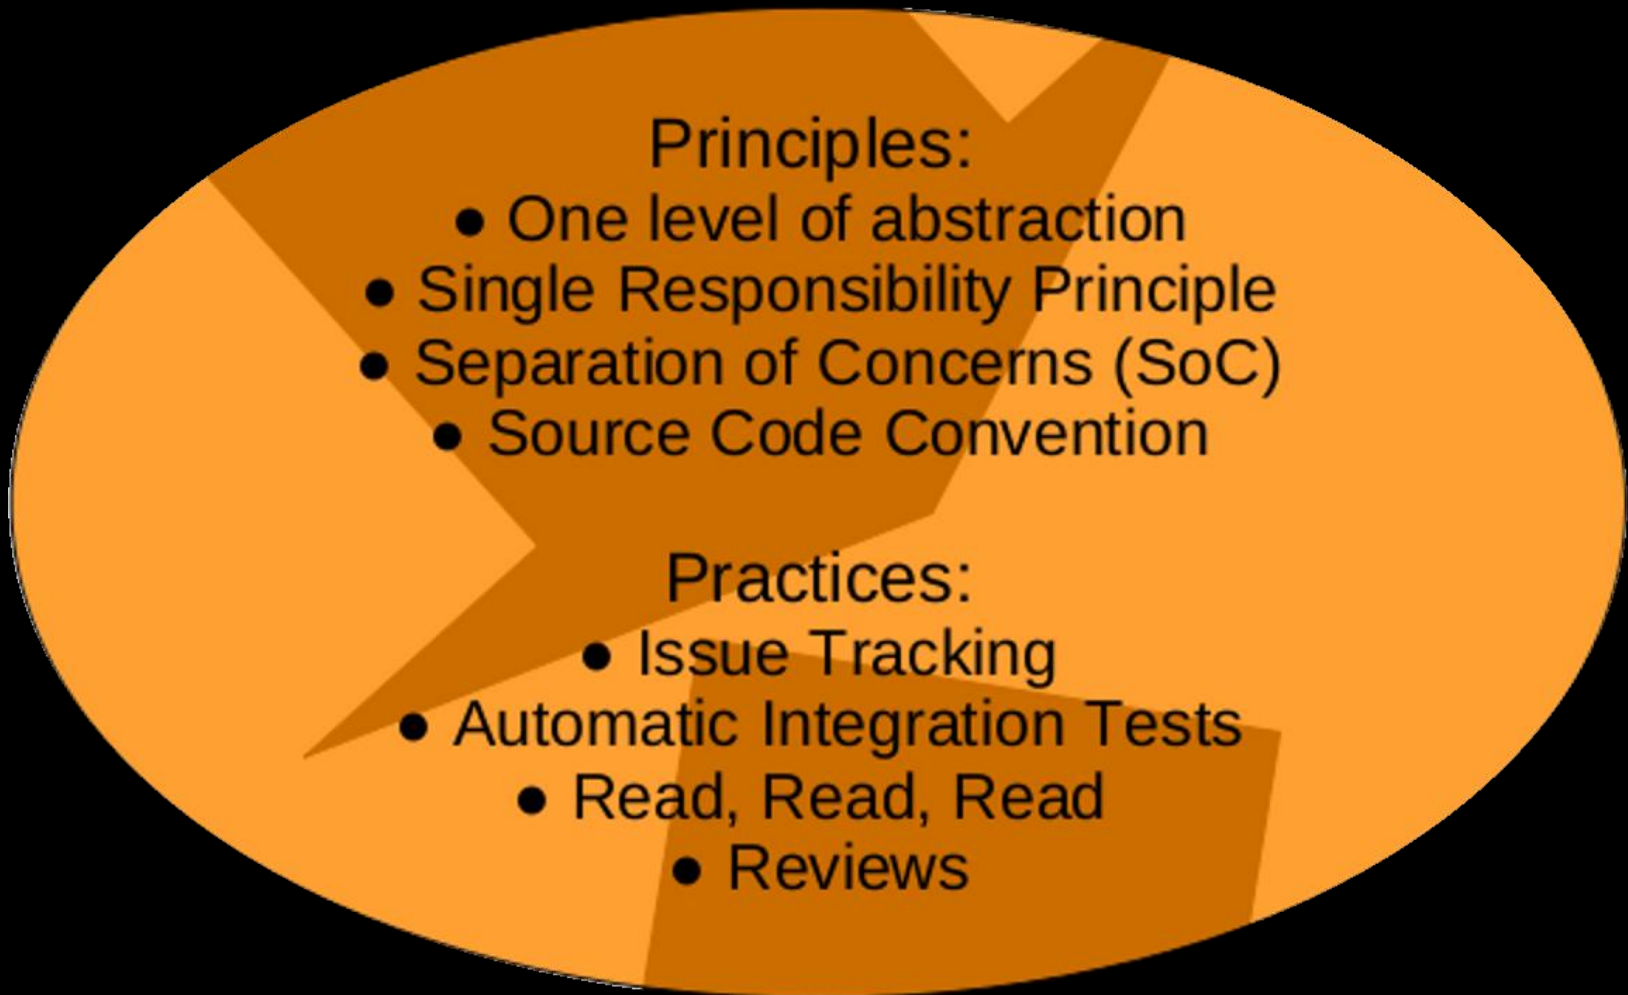 Principles:
● One level of abstraction
● Single Responsibility Principle
● Separation of Concerns (SoC)
● Source Code Convention
Practices:
● Issue Tracking
● Automatic Integration Tests
● Read, Read, Read
● Reviews